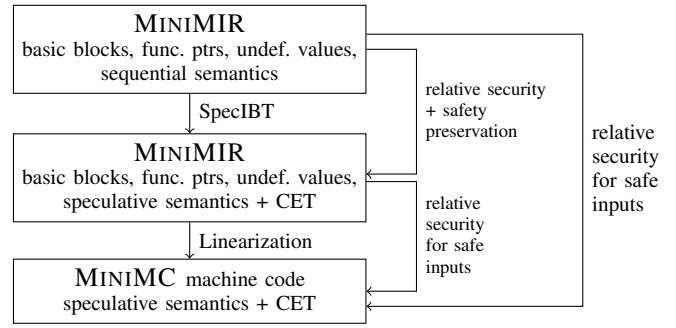 MINIMIR
basic blocks, func. ptrs, undef. values,
sequential semantics
SpecIBT
relative security
+ safety
preservation
MINIMIR
basic blocks, func. ptrs, undef. values,
speculative semantics + CET
relative
security
for safe
inputs
Linearization
relative
security
for safe
inputs
MINIMC machine code
speculative semantics + CET